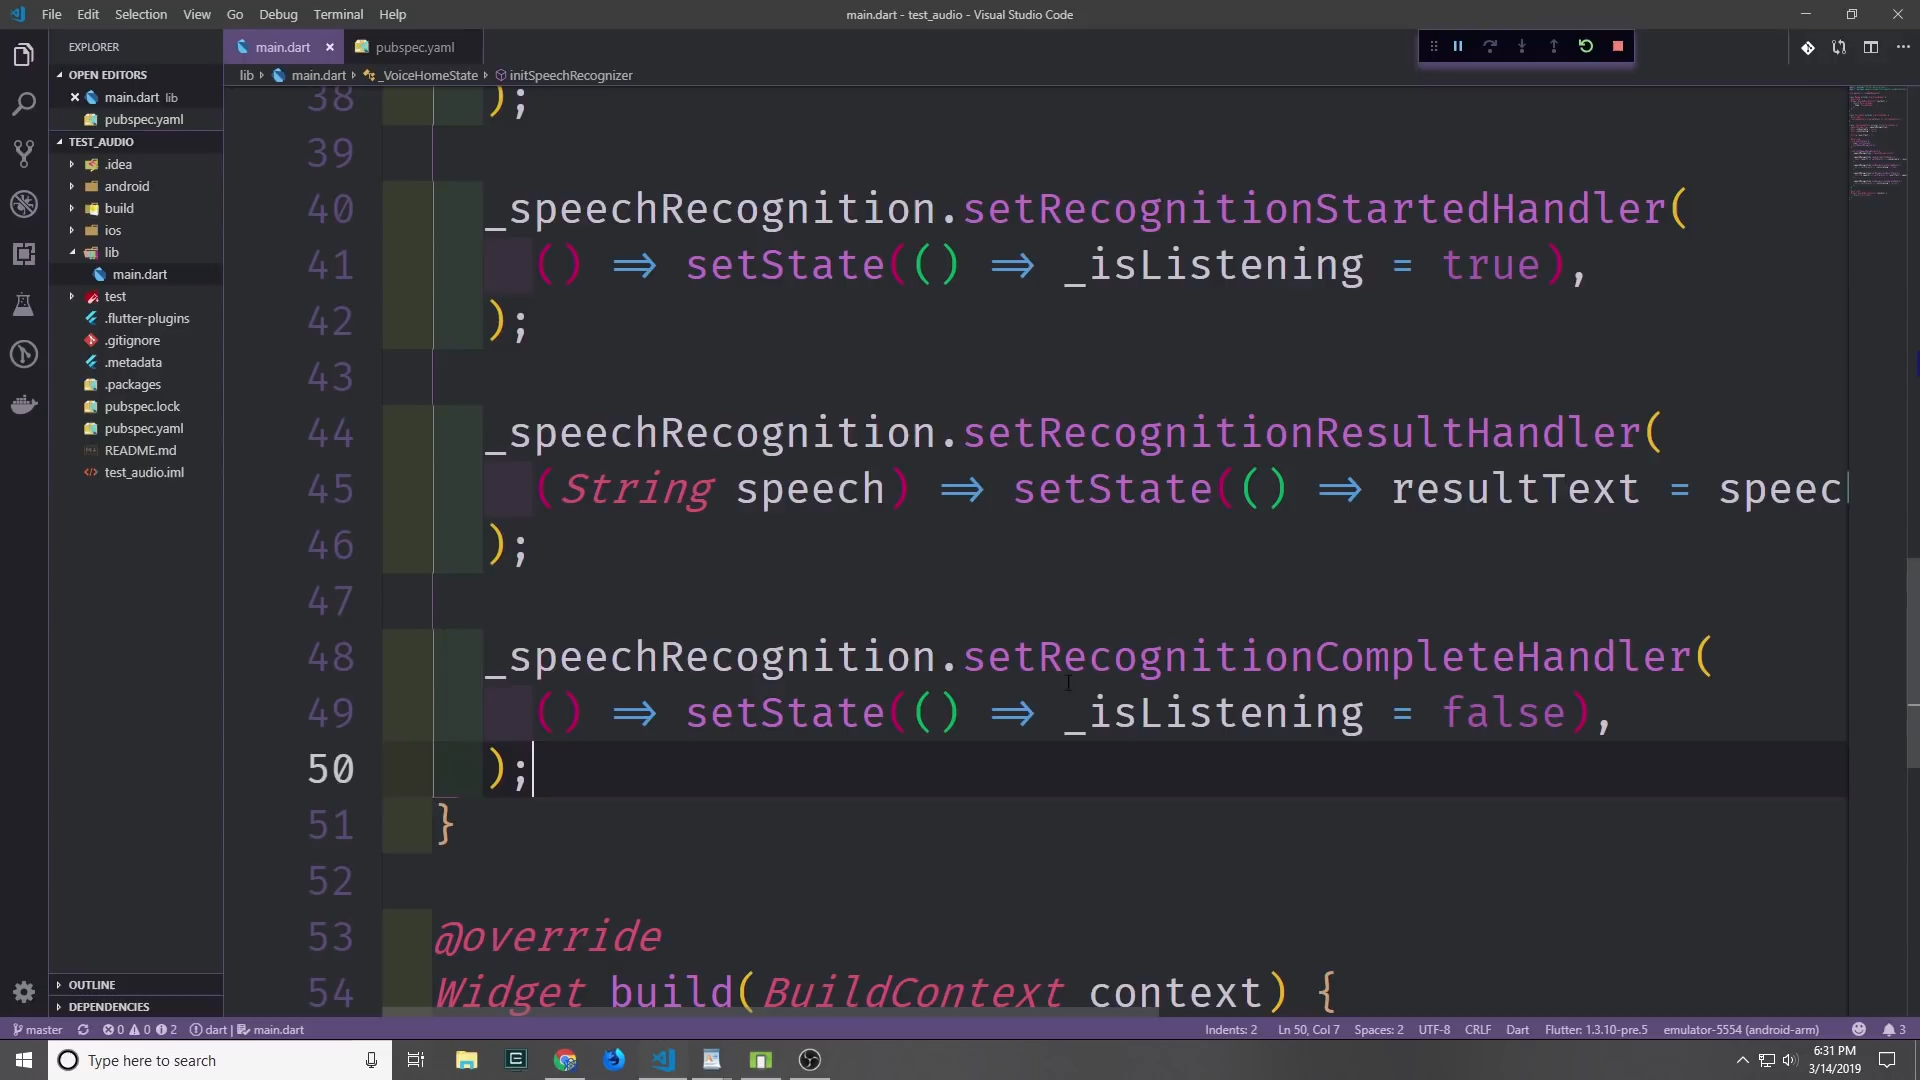 File Edit Selection View Go Debug Terminal Help
main.dart - test_audio - Visual Studio Code
EXPLORER
main.dart
pubspec.yaml
OPEN EDITORS
main.dart lib
pubspec.yaml
lib main.dart _VoiceHomeState initSpeechRecognizer
TEST_AUDIO
.idea
android
build
ios
lib
main.dart
test
.flutter-plugins
.gitignore
.metadata
.packages
pubspec.lock
pubspec.yaml
README.md
test_audio.iml
OUTLINE
DEPENDENCIES
38 );
39
40 _speechRecognition.setRecognitionStartedHandler(
41 () => setState(() => _isListening = true),
42 );
43
44 _speechRecognition.setRecognitionResultHandler(
45 (String speech) => setState(() => resultText = speech
46 );
47
48 _speechRecognition.setRecognitionCompleteHandler(
49 () => setState(() => _isListening = false),
50 );
51 }
52
53 @override
54 Widget build(BuildContext context) {
master 0 0 2 dart | main.dart
Indents: 2 Ln 50, Col 7 Spaces: 2 UTF-8 CRLF Dart Flutter: 1.3.10-pre.5 emulator-5554 (android-arm) 3
Type here to search
6:31 PM
3/14/2019